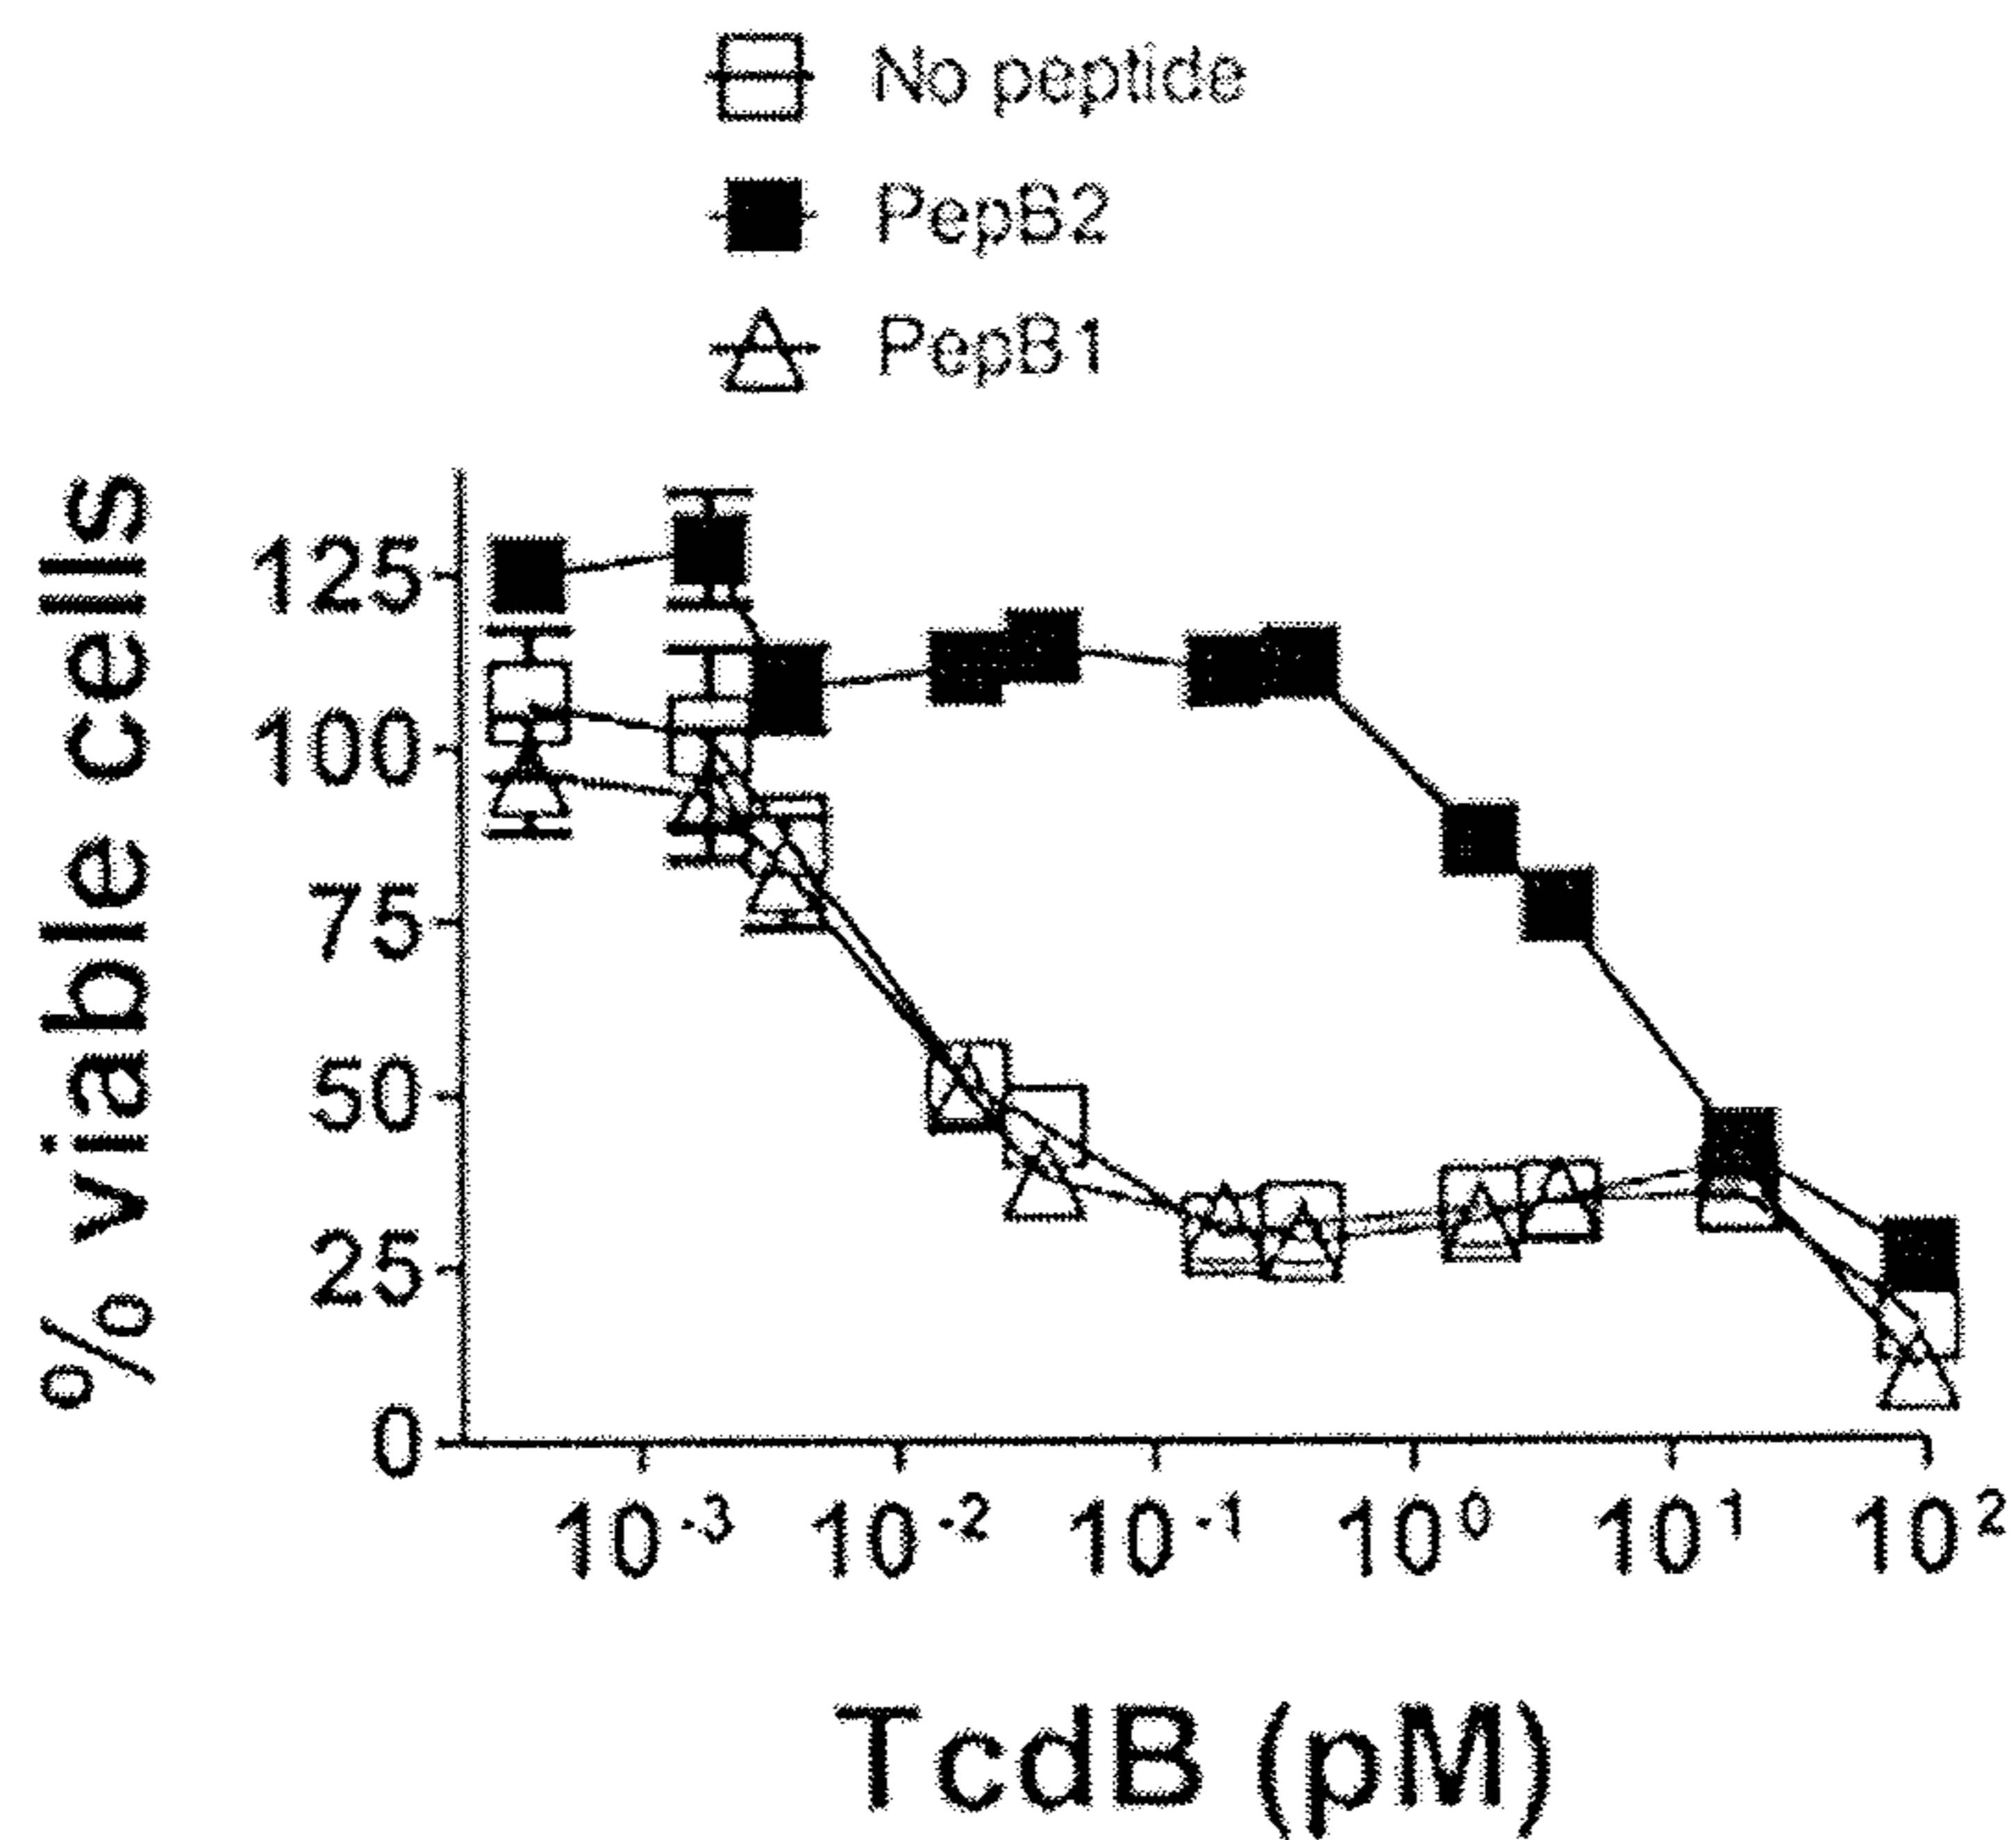 No peptide
PepB2
PepB1
% viable cells
125
100
75
50
25
0
10-3 10-2 10-1 100 101 102
TcdB (pM)